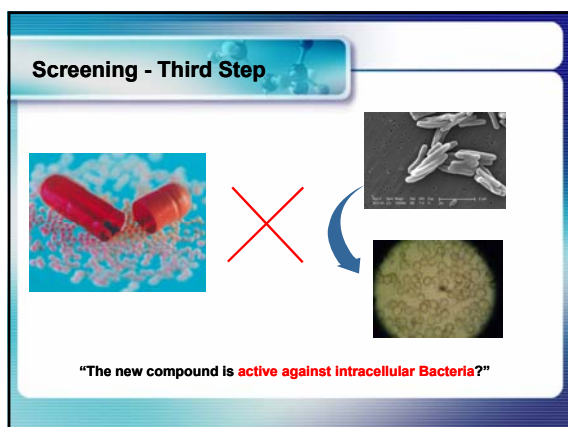 Screening - Third Step
“The new compound is active against intracellular Bacteria?”